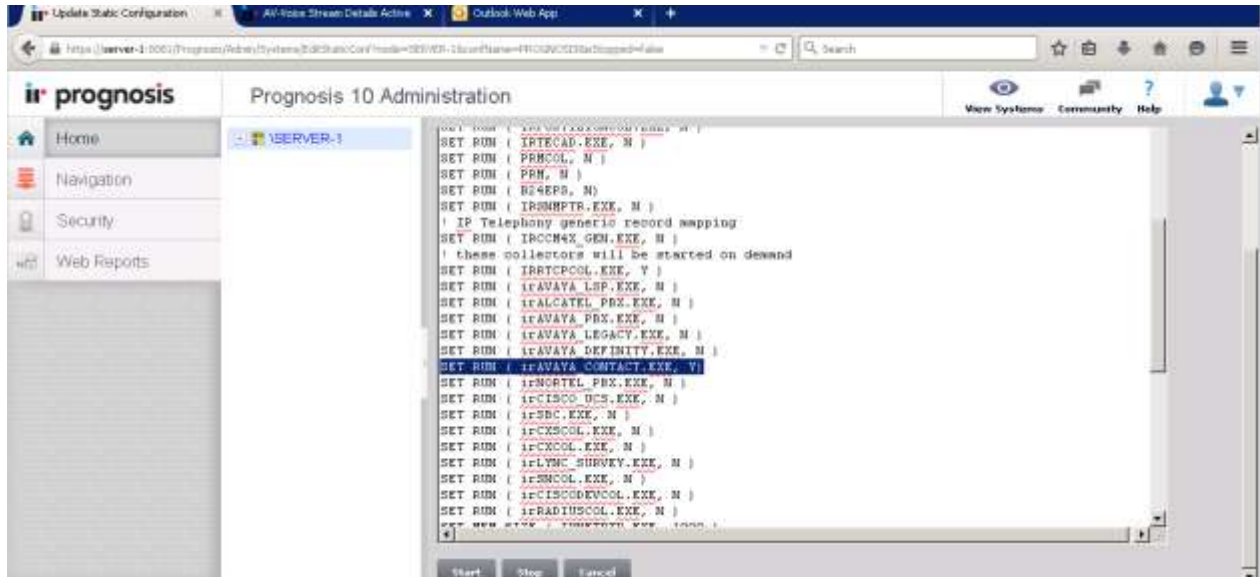 Update Static Configuration
AV-Voice Stream Details Active
Outlook Web App
Search
ir prognosis
Prognosis 10 Administration
View Systems
Community
Help
Home
Navigation
Security
Web Reports
\SERVER-1
SET RUN ( IRTECAD.EXE, N )
SET RUN ( PRMCOL, N )
SET RUN ( PRM, N )
SET RUN ( B24EPS, N)
SET RUN ( IRSNMPTR.EXE, N )
! IP Telephony generic record mapping
SET RUN ( IRCCM4X_GEN.EXE, N )
! these collectors will be started on demand
SET RUN ( IRRTCPCOL.EXE, Y )
SET RUN ( irAVAYA_LSP.EXE, N )
SET RUN ( irALCATEL_PBX.EXE, N )
SET RUN ( irAVAYA_PBX.EXE, N )
SET RUN ( irAVAYA_LEGACY.EXE, N )
SET RUN ( irAVAYA_DEFINITY.EXE, N )
SET RUN ( irAVAYA_CONTACT.EXE, Y)
SET RUN ( irNORTEL_PBX.EXE, N )
SET RUN ( irCISCO_UCS.EXE, N )
SET RUN ( irSBC.EXE, N )
SET RUN ( irCXSCOL.EXE, N )
SET RUN ( irCXCOL.EXE, N )
SET RUN ( irLYNC_SURVEY.EXE, N )
SET RUN ( irSNCOL.EXE, N )
SET RUN ( irCISCODEVCOL.EXE, N )
SET RUN ( irRADIUSCOL.EXE, N )
Start
Stop
Cancel